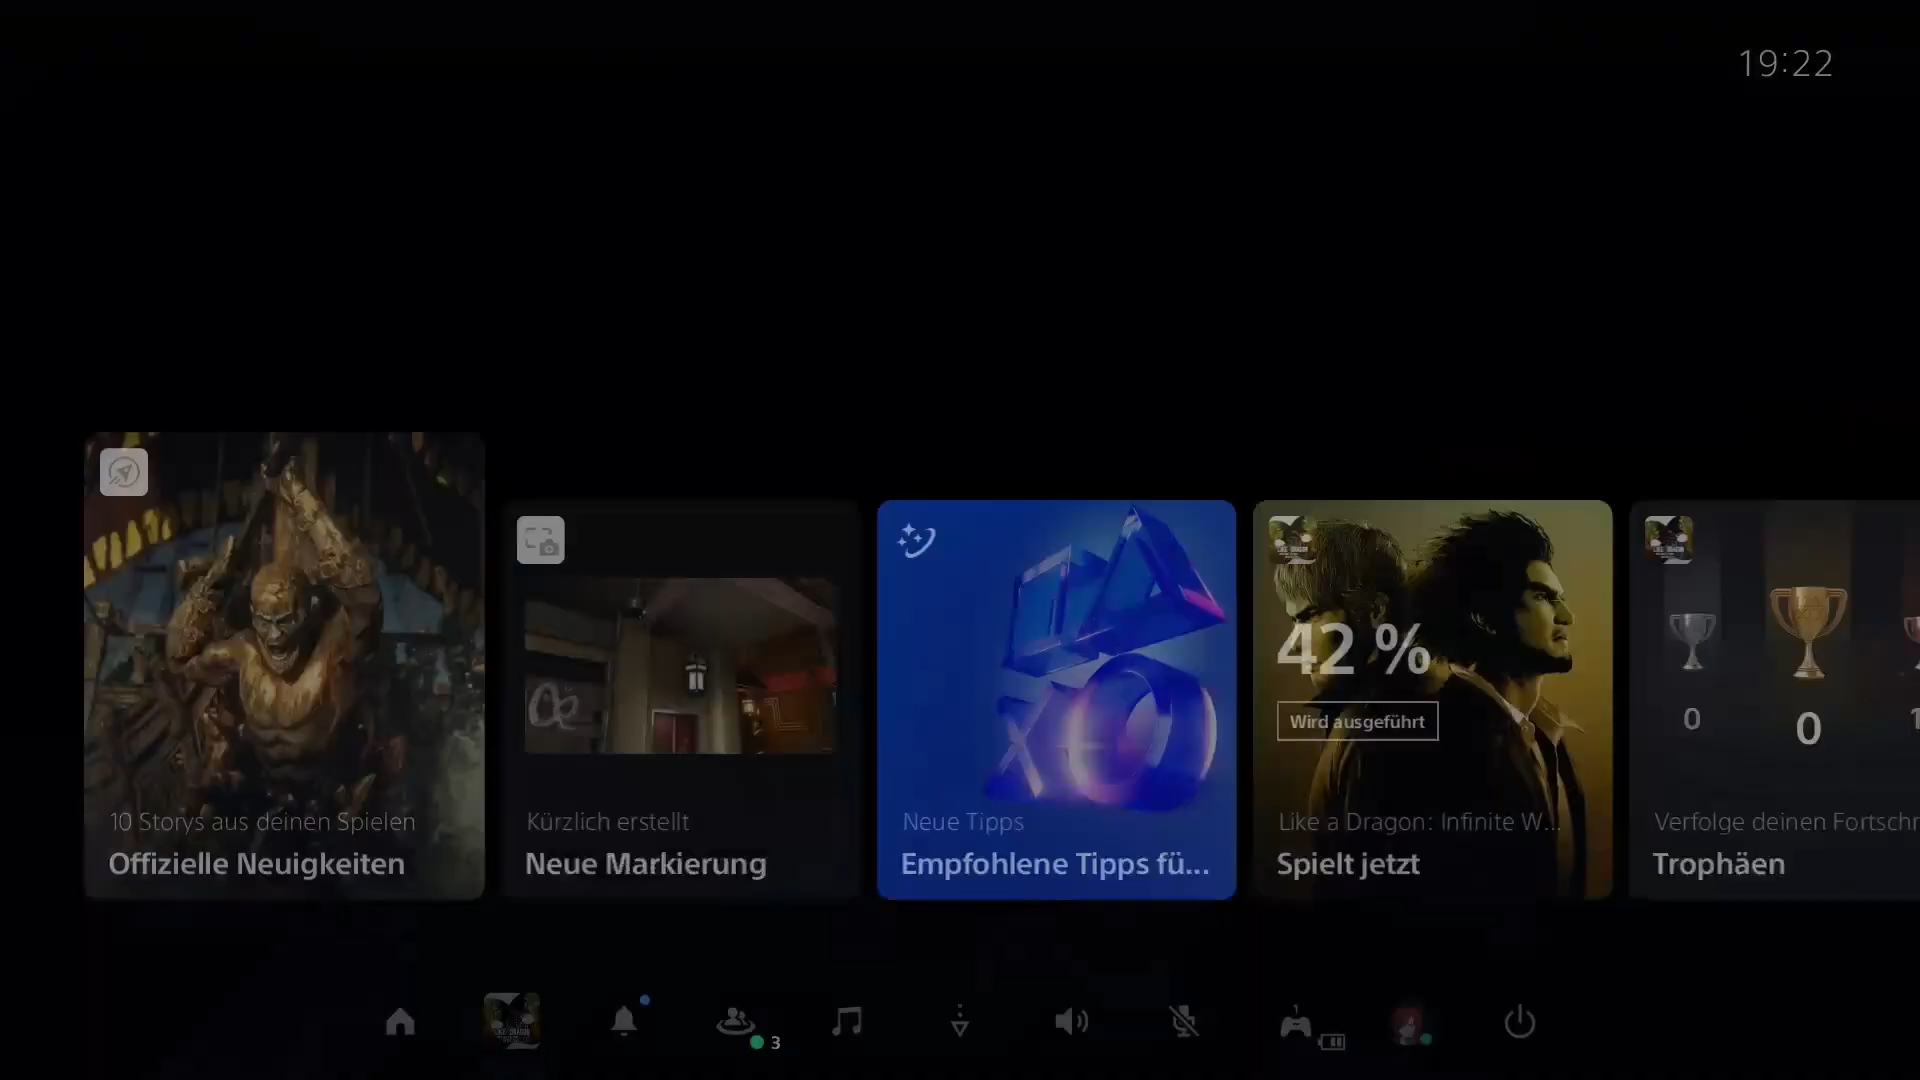 19:22
10 Storys aus deinen Spielen
Offizielle Neuigkeiten
Kürzlich erstellt
Neue Markierung
Neue Tipps
Empfohlene Tipps fü...
42 %
Wird ausgeführt
Like a Dragon: Infinite W...
Spielt jetzt
0
0
1
Verfolge deinen Fortschr
Trophäen
3